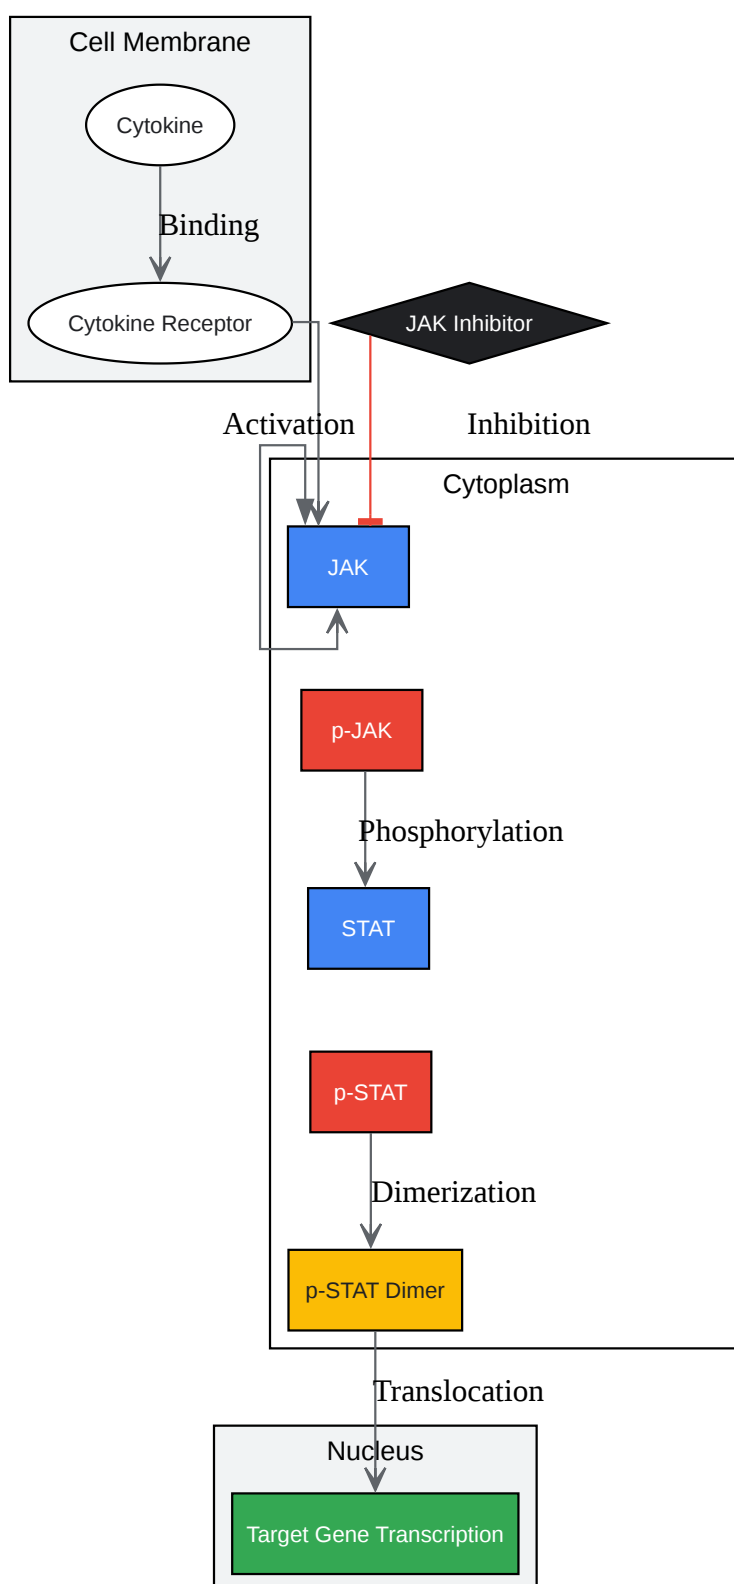 Cell Membrane
Cytokine
Binding
Cytokine Receptor
JAK Inhibitor
Activation
Inhibition
Cytoplasm
JAK
p-JAK
Phosphorylation
STAT
p-STAT
Dimerization
p-STAT Dimer
Translocation
Nucleus
Target Gene Transcription